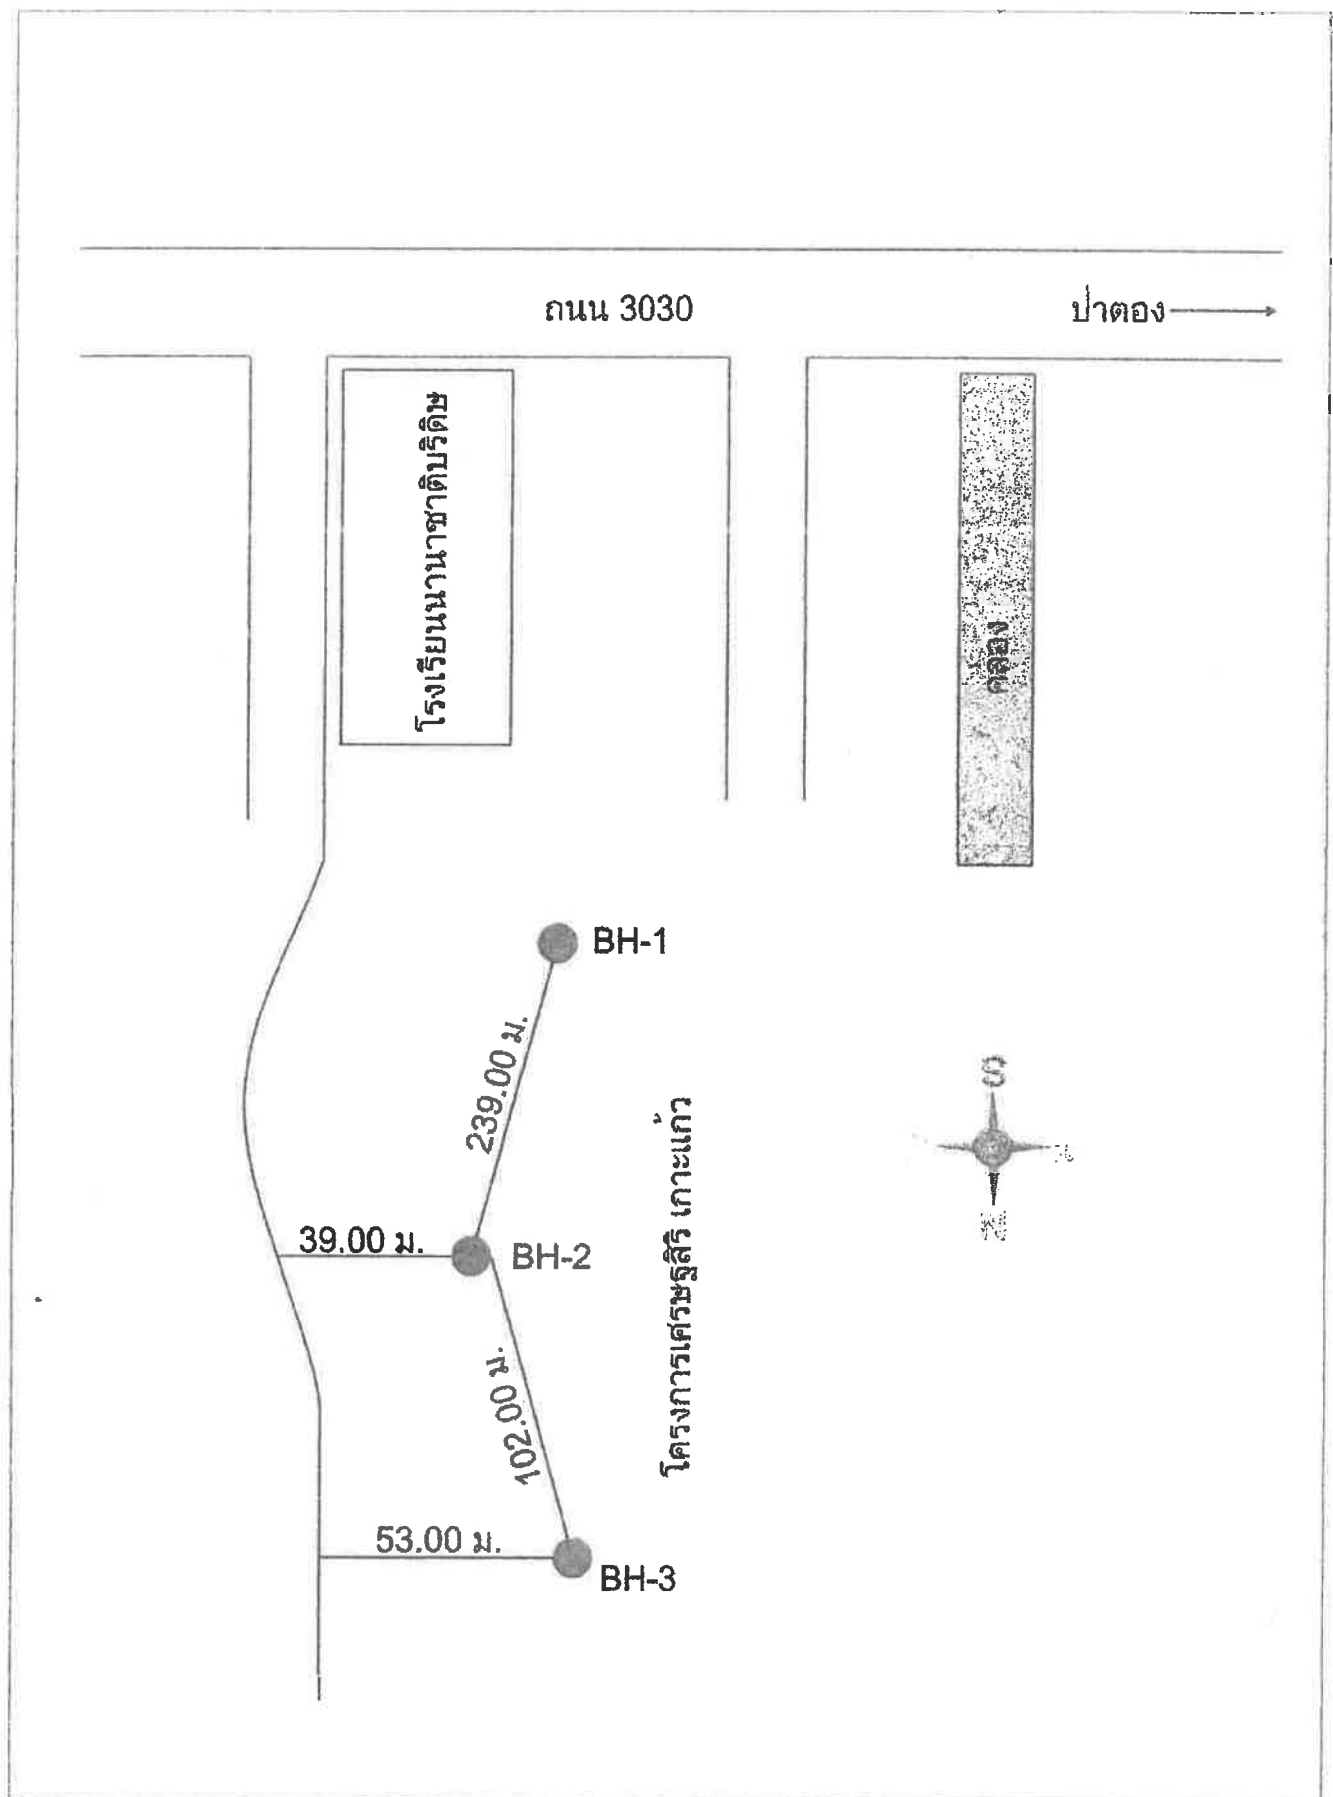 ถนน 3030
ป่าตอง
โรงเรียนนานาชาติบริติช
คลอง
BH-1
239.00 ม.
S
N
39.00 ม.
BH-2
โครงการเศรษฐสิริ เกาะแก้ว
102.00 ม.
53.00 ม.
BH-3